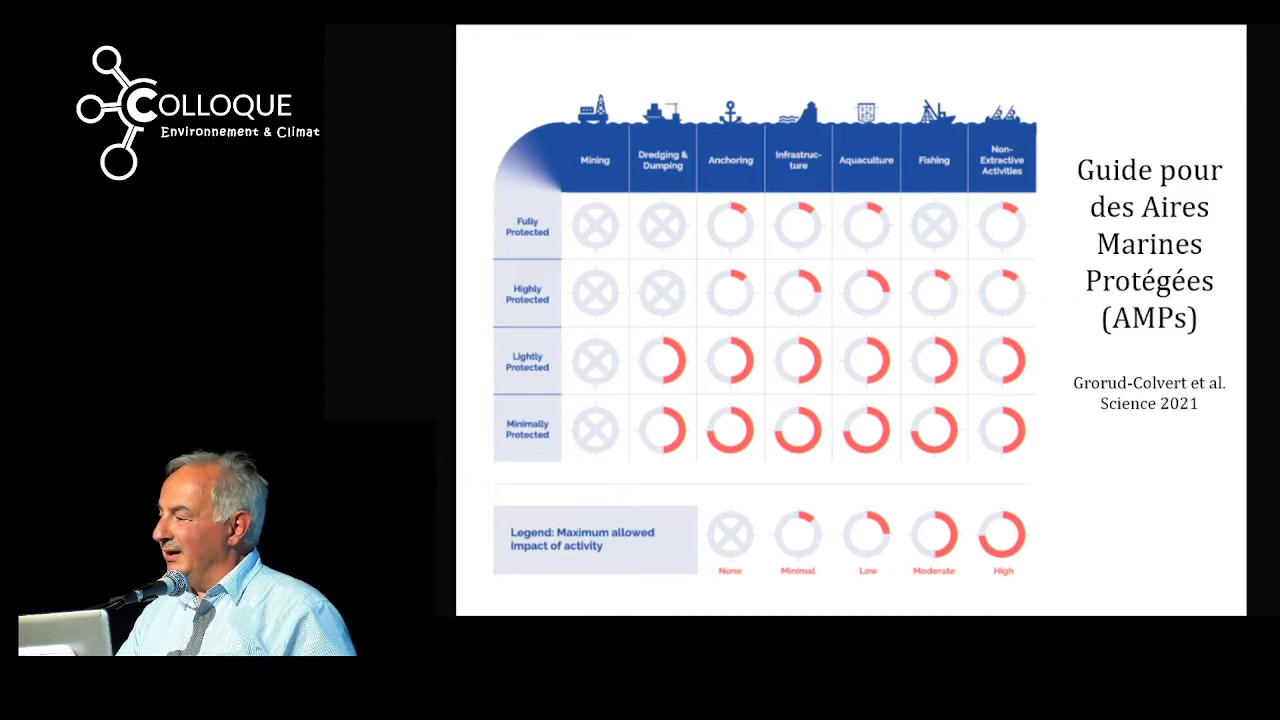 COLLOQUE
Environnement & Climat
Mining
Dredging &
Dumping
Anchoring
Infrastruc-
ture
Aquaculture
Fishing
Non-
Extractive
Activities
Fully
Protected
Highly
Protected
Lightly
Protected
Minimally
Protected
Legend: Maximum allowed
impact of activity
None
Minimal
Low
Moderate
High
Guide pour
des Aires
Marines
Protégées
(AMPs)
Grorud-Colvert et al.
Science 2021